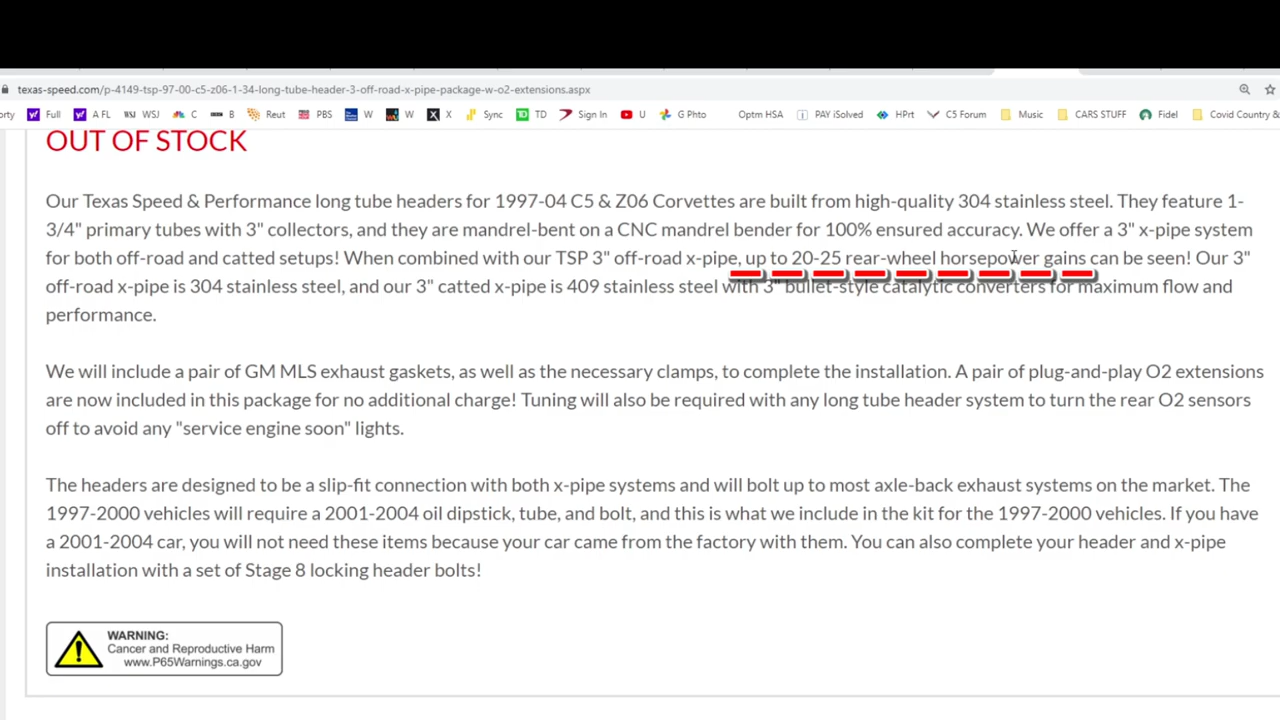 texas-speed.com/p-4149-tsp-97-00-c5-z06-1-34-long-tube-header-3-off-road-x-pipe-package-w-o2-extensions.aspx
orty Full A FL WSJ WSJ C B Reut PBS W W X X Sync TD TD Sign In U G Phto Optm HSA PAY iSolved HPrt C5 Forum Music CARS STUFF Fidel Covid Country &
OUT OF STOCK
Our Texas Speed & Performance long tube headers for 1997-04 C5 & Z06 Corvettes are built from high-quality 304 stainless steel. They feature 1-
3/4" primary tubes with 3" collectors, and they are mandrel-bent on a CNC mandrel bender for 100% ensured accuracy. We offer a 3" x-pipe system
for both off-road and catted setups! When combined with our TSP 3" off-road x-pipe, up to 20-25 rear-wheel horsepower gains can be seen! Our 3"
off-road x-pipe is 304 stainless steel, and our 3" catted x-pipe is 409 stainless steel with 3" bullet-style catalytic converters for maximum flow and
performance.
We will include a pair of GM MLS exhaust gaskets, as well as the necessary clamps, to complete the installation. A pair of plug-and-play O2 extensions
are now included in this package for no additional charge! Tuning will also be required with any long tube header system to turn the rear O2 sensors
off to avoid any "service engine soon" lights.
The headers are designed to be a slip-fit connection with both x-pipe systems and will bolt up to most axle-back exhaust systems on the market. The
1997-2000 vehicles will require a 2001-2004 oil dipstick, tube, and bolt, and this is what we include in the kit for the 1997-2000 vehicles. If you have
a 2001-2004 car, you will not need these items because your car came from the factory with them. You can also complete your header and x-pipe
installation with a set of Stage 8 locking header bolts!
WARNING:
Cancer and Reproductive Harm
www.P65Warnings.ca.gov